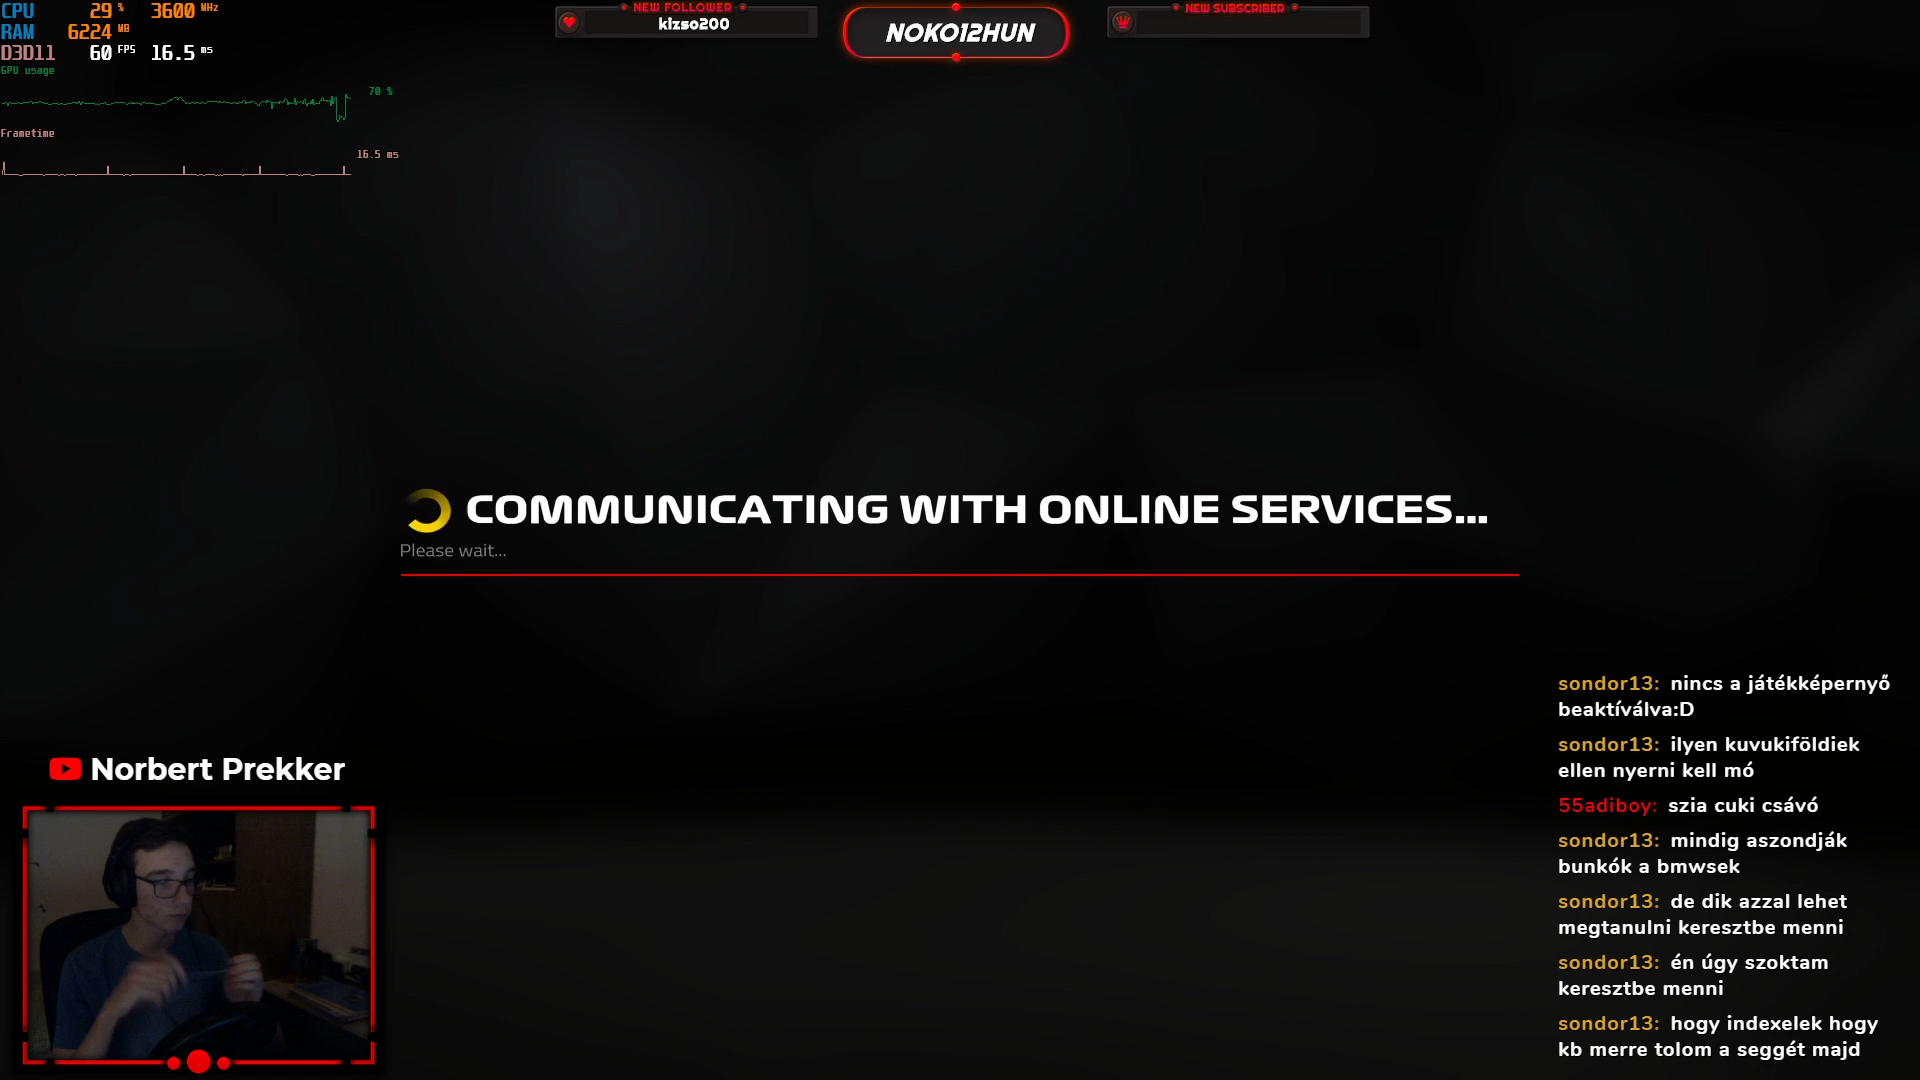 CPU 29 % 3600 MHz
RAM 6224 MB
D3D11 60 FPS 16.5 ms
GPU usage
70 %
Frametime
16.5 ms
NEW FOLLOWER
kizso200
NOKO12HUN
NEW SUBSCRIBER
COMMUNICATING WITH ONLINE SERVICES...
Please wait...
Norbert Prekker
sondor13: nincs a játékképernyő
beaktíválva:D
sondor13: ilyen kuvukiföldiek
ellen nyerni kell mó
55adiboy: szia cuki csávó
sondor13: mindig aszondják
bunkók a bmwsek
sondor13: de dik azzal lehet
megtanulni keresztbe menni
sondor13: én úgy szoktam
keresztbe menni
sondor13: hogy indexelek hogy
kb merre tolom a seggét majd